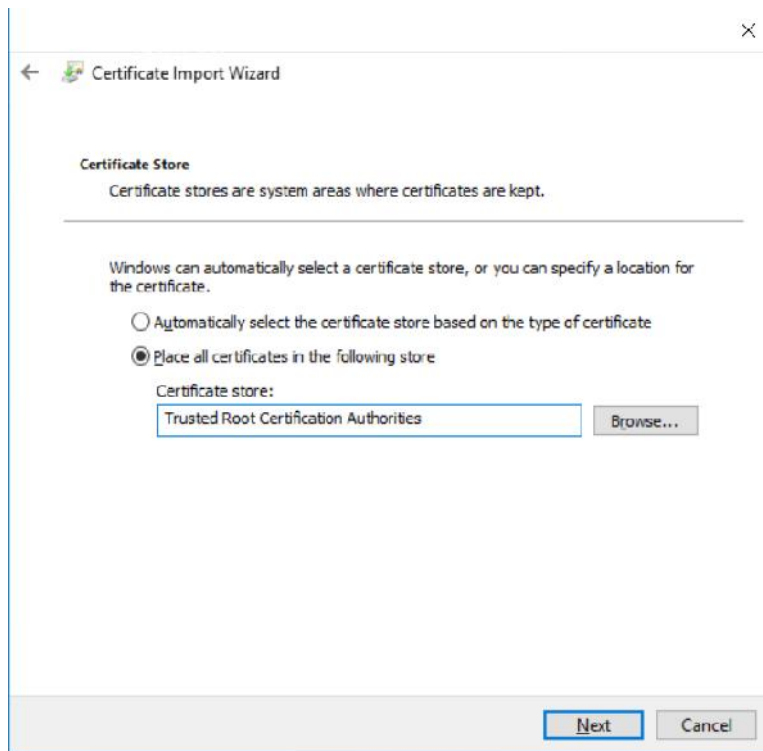 Certificate Import Wizard
Certificate Store
Certificate stores are system areas where certificates are kept.
Windows can automatically select a certificate store, or you can specify a location for
the certificate.
Automatically select the certificate store based on the type of certificate
Place all certificates in the following store
Certificate store:
Trusted Root Certification Authorities
Browse...
Next
Cancel